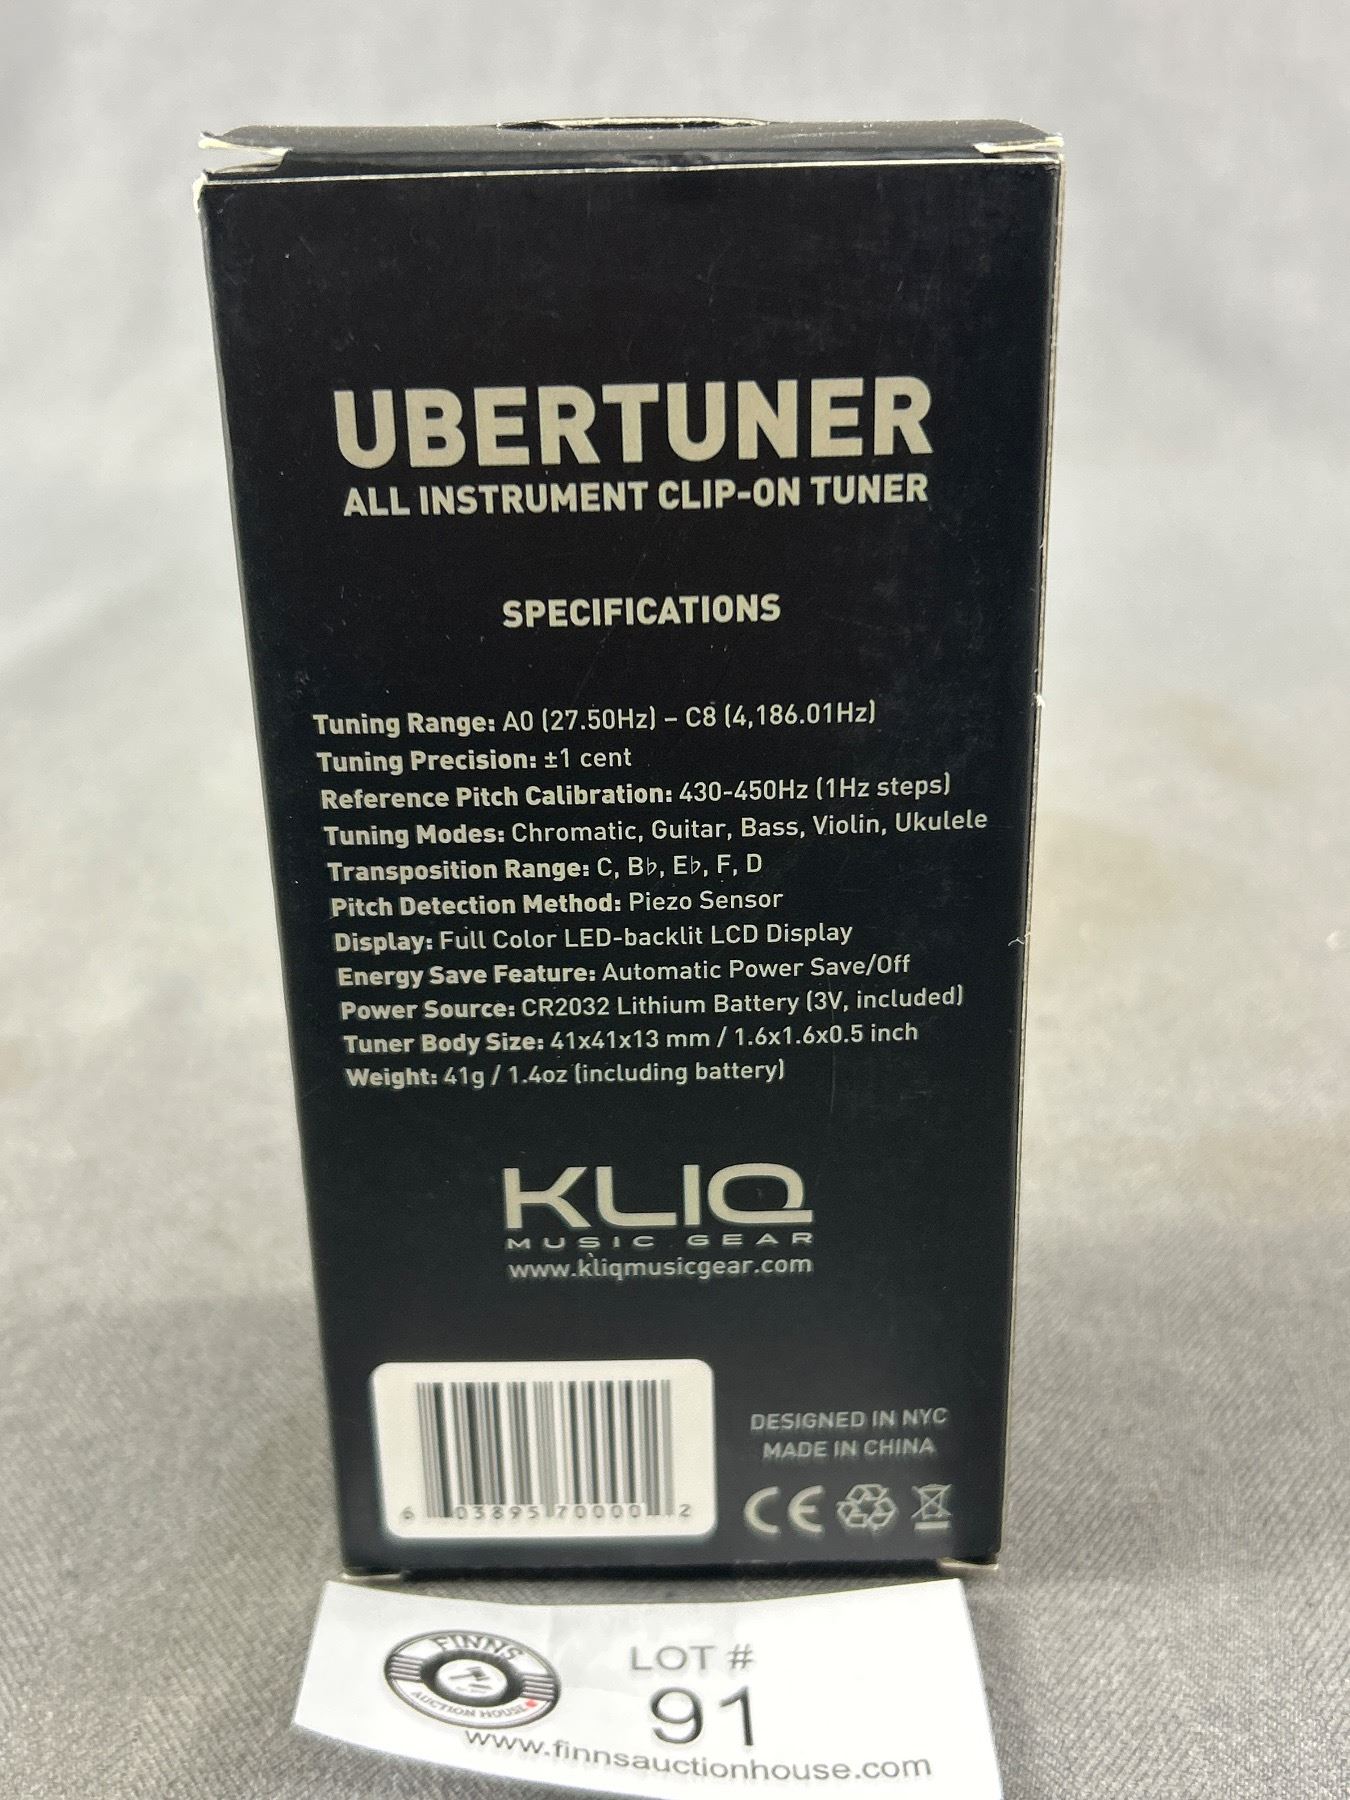 UBERTUNER
ALL INSTRUMENT CLIP-ON TUNER
SPECIFICATIONS
Tuning Range: A0 (27.50Hz) – C8 (4,186.01Hz)
Tuning Precision: ±1 cent
Reference Pitch Calibration: 430-450Hz (1Hz steps)
Tuning Modes: Chromatic, Guitar, Bass, Violin, Ukulele
Transposition Range: C, B♭, E♭, F, D
Pitch Detection Method: Piezo Sensor
Display: Full Color LED-backlit LCD Display
Energy Save Feature: Automatic Power Save/Off
Power Source: CR2032 Lithium Battery (3V, included)
Tuner Body Size: 41x41x13 mm / 1.6x1.6x0.5 inch
Weight: 41g / 1.4oz (including battery)
KLIQ
MUSIC GEAR
www.kliqmusicgear.com
DESIGNED IN NYC
MADE IN CHINA
CE
6 03895 70000 2
FINNS
AUCTION HOUSE
LOT #
91
www.finnsauctionhouse.com